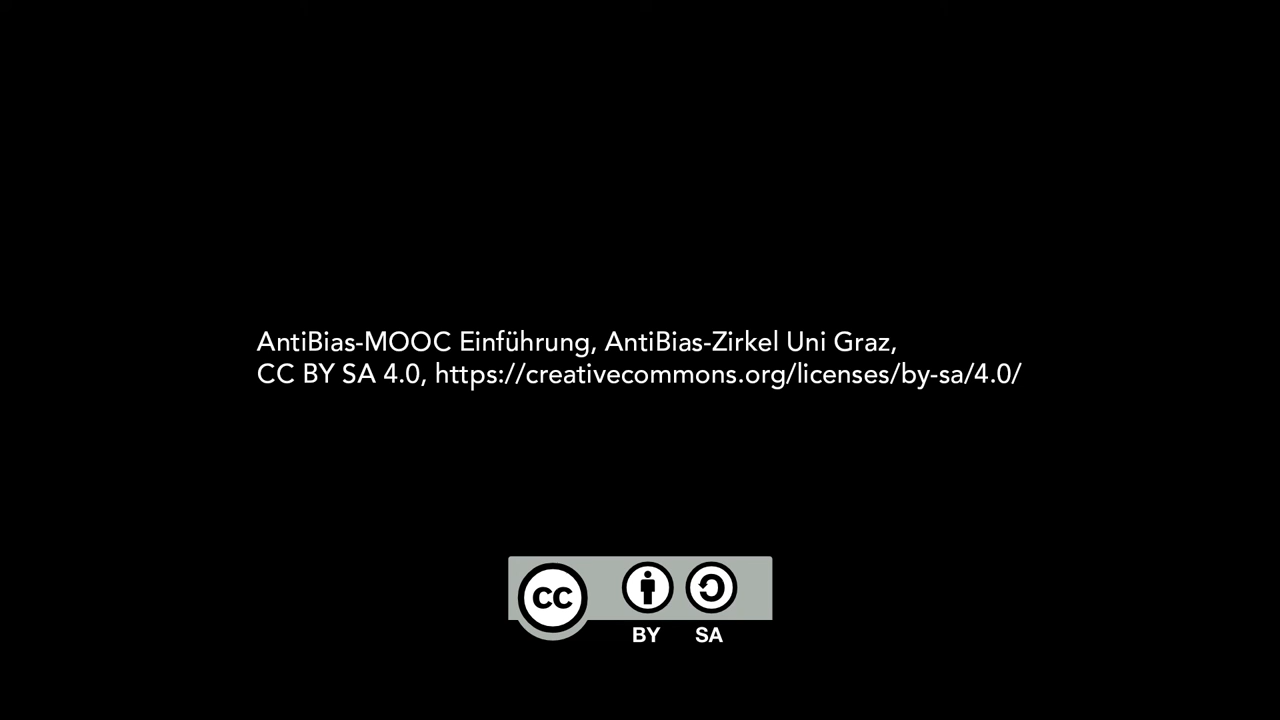 AntiBias-MOOC Einführung, AntiBias-Zirkel Uni Graz,
CC BY SA 4.0, https://creativecommons.org/licenses/by-sa/4.0/
cc
BY SA